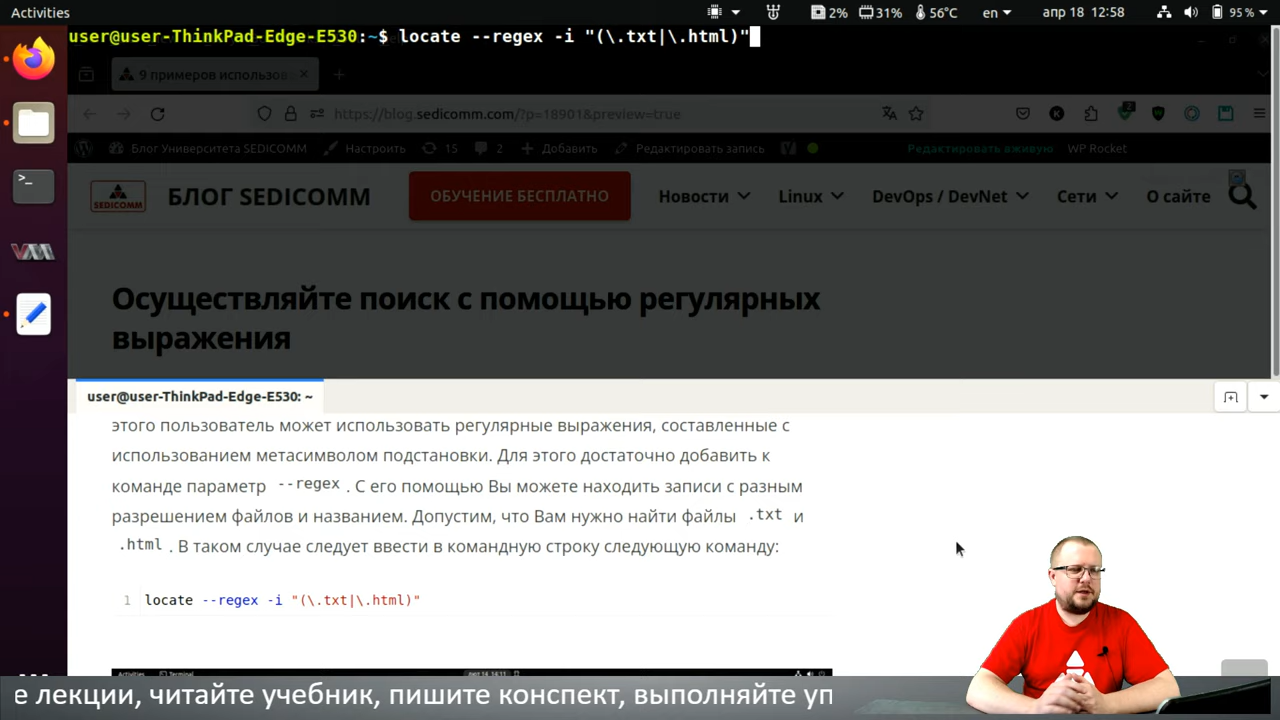 Activities
2% 31% 56°C en апр 18 12:58 95%
user@user-ThinkPad-Edge-E530:~$ locate --regex -i "(\.txt|\.html)"
9 примеров использов
https://blog.sedicomm.com/?p=18901&preview=true
2
Блог Университета SEDICOMM Настроить 15 2 Добавить Редактировать запись Редактировать вживую WP Rocket
SEDICOMM БЛОГ SEDICOMM ОБУЧЕНИЕ БЕСПЛАТНО Новости Linux DevOps / DevNet Сети О сайте
Осуществляйте поиск с помощью регулярных
выражения
user@user-ThinkPad-Edge-E530: ~
этого пользователь может использовать регулярные выражения, составленные с
использованием метасимволом подстановки. Для этого достаточно добавить к
команде параметр --regex . С его помощью Вы можете находить записи с разным
разрешением файлов и названием. Допустим, что Вам нужно найти файлы .txt и
.html . В таком случае следует ввести в командную строку следующую команду:
1 locate --regex -i "(\.txt|\.html)"
Activities Terminal
е лекции, читайте учебник, пишите конспект, выполняйте уп